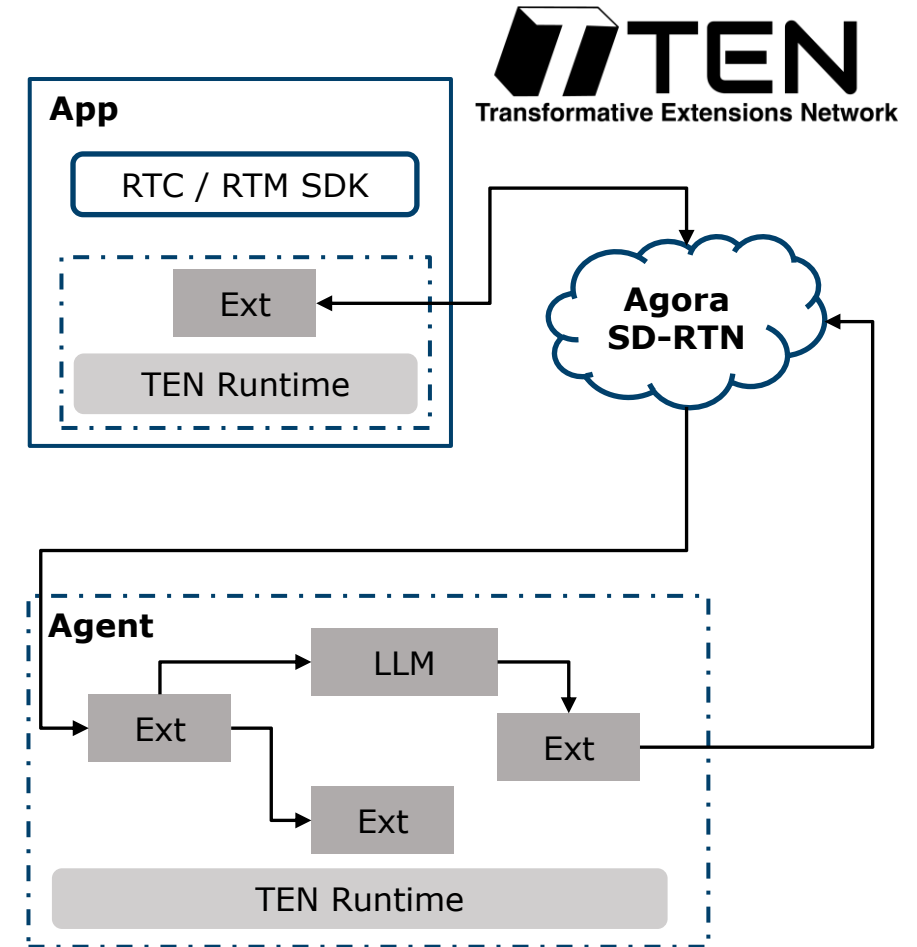 TEN
Transformative Extensions Network
App
RTC / RTM SDK
Ext
TEN Runtime
Agora
SD-RTN
Agent
LLM
Ext
Ext
Ext
TEN Runtime